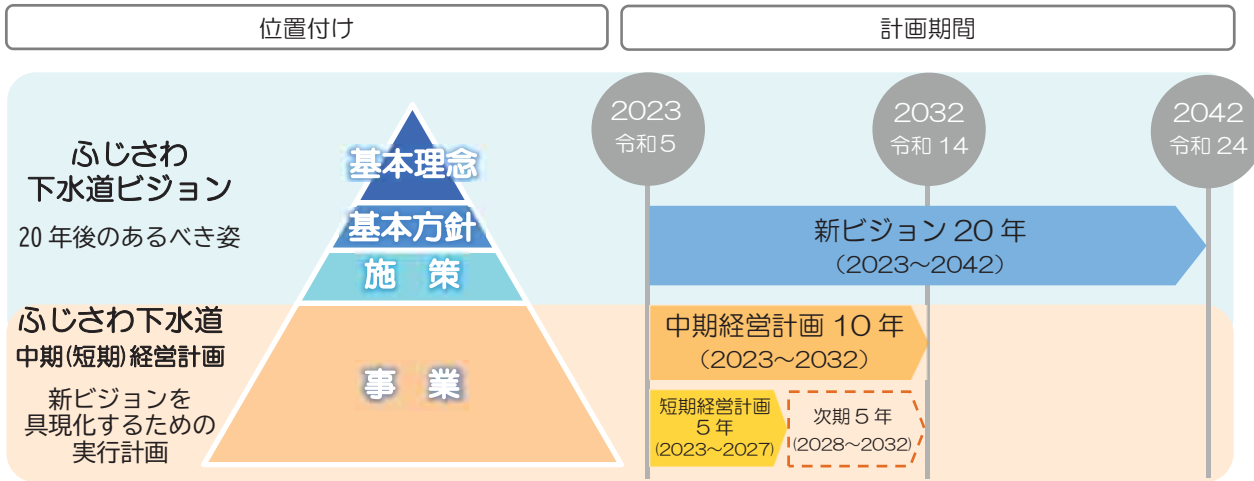 位置付け
計画期間
ふじさわ
下水道ビジョン
20年後のあるべき姿
基本理念
基本方針
施 策
ふじさわ下水道
中期(短期)経営計画
新ビジョンを
具現化するための
実行計画
事 業
2023
令和5
2032
令和14
2042
令和24
新ビジョン 20年
（2023～2042）
中期経営計画 10年
（2023～2032）
短期経営計画
5年
(2023～2027)
次期5年
(2028～2032)